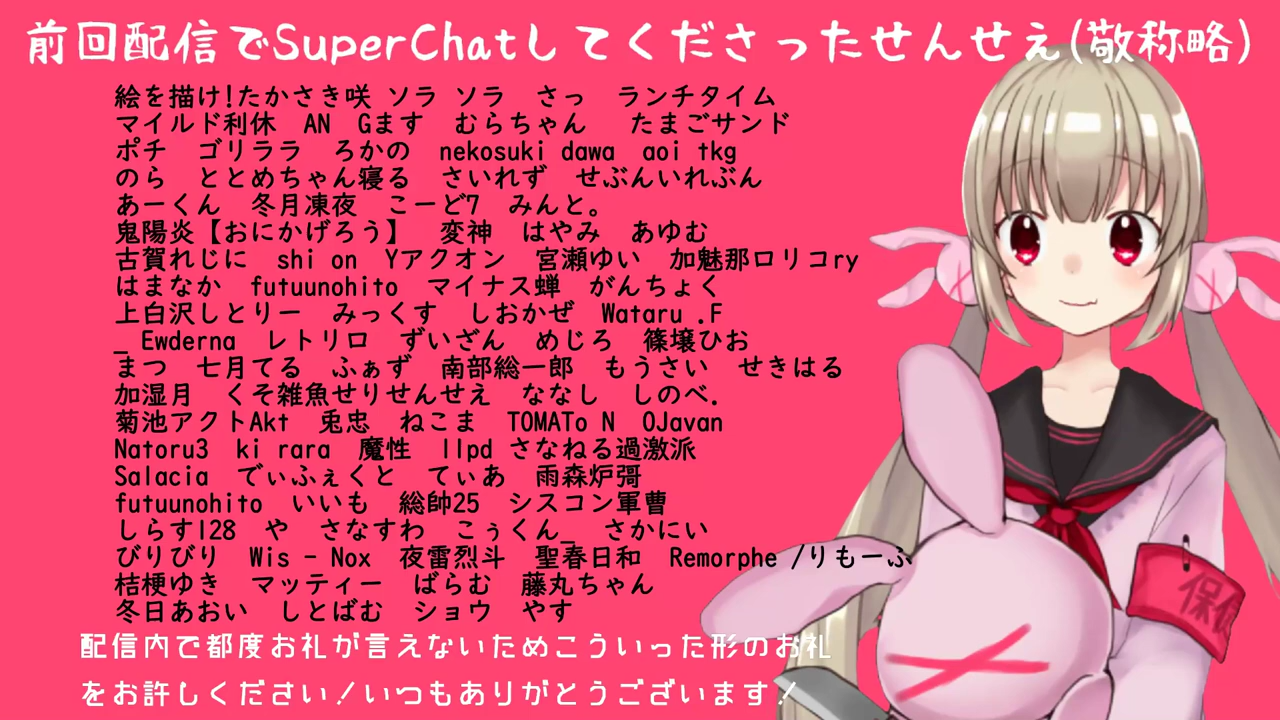 前回配信でSuperChatしてくださったせんせえ(敬称略)
絵を描け!たかさき咲 ソラ ソラ　さっ　ランチタイム
マイルド利休　AN　Gます　むらちゃん　 たまごサンド
ポチ　ゴリララ　ろかの　nekosuki dawa　aoi tkg
のら　ととめちゃん寝る　さいれず　せぶんいれぶん
あーくん　冬月凍夜　こーど7　みんと。
鬼陽炎【おにかげろう】　変神　はやみ　あゆむ
古賀れじに　shi on　Yアクオン　宮瀬ゆい　加魅那ロリコry
はまなか　futuunohito　マイナス蝉　がんちょく
上白沢しとりー　みっくす　しおかぜ　Wataru .F
_ Ewderna　レトリロ　ずいざん　めじろ　篠壌ひお
まつ　七月てる　ふぁず　南部総一郎　もうさい　せきはる
加湿月　くそ雑魚せりせんせえ　ななし　しのべ.
菊池アクトAkt　兎忠　ねこま　TOMATo N　OJavan
Natoru3　ki rara　魔性　llpd さなねる過激派
Salacia　でぃふぇくと　てぃあ　雨森炉彁
futuunohito　いいも　総帥25　シスコン軍曹
しらす128　や　さなすわ　こぅくん_　さかにい
びりびり　Wis - Nox　夜雷烈斗　聖春日和　Remorphe /りもーふ
桔梗ゆき　マッティー　ばらむ　藤丸ちゃん
冬日あおい　しとばむ　ショウ　やす
配信内で都度お礼が言えないためこういった形のお礼
をお許しください!いつもありがとうございます!
保